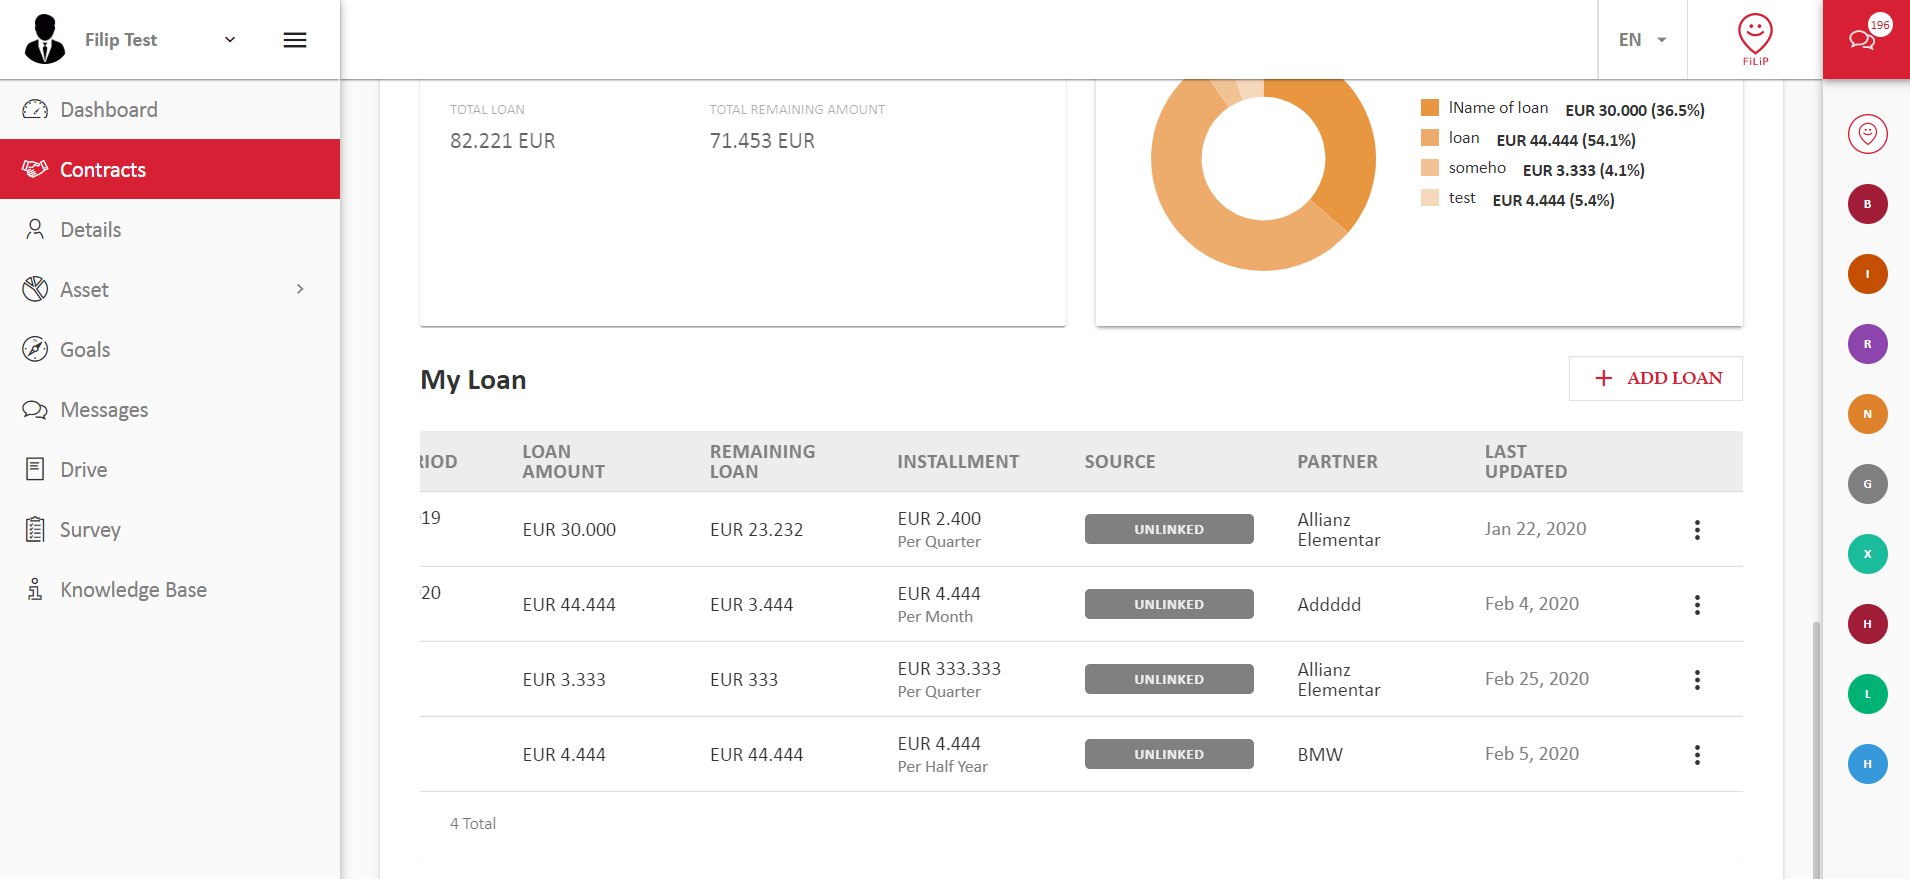 Filip Test
EN
FiLiP
196
Dashboard
Contracts
Details
Asset
Goals
Messages
Drive
Survey
Knowledge Base
TOTAL LOAN
82.221 EUR
TOTAL REMAINING AMOUNT
71.453 EUR
lName of loan EUR 30.000 (36.5%)
loan EUR 44.444 (54.1%)
someho EUR 3.333 (4.1%)
test EUR 4.444 (5.4%)
My Loan
+ ADD LOAN
RIOD LOAN AMOUNT REMAINING LOAN INSTALLMENT SOURCE PARTNER LAST UPDATED
19 EUR 30.000 EUR 23.232 EUR 2.400 Per Quarter UNLINKED Allianz Elementar Jan 22, 2020
20 EUR 44.444 EUR 3.444 EUR 4.444 Per Month UNLINKED Addddd Feb 4, 2020
EUR 3.333 EUR 333 EUR 333.333 Per Quarter UNLINKED Allianz Elementar Feb 25, 2020
EUR 4.444 EUR 44.444 EUR 4.444 Per Half Year UNLINKED BMW Feb 5, 2020
4 Total
B
I
R
N
G
X
H
L
H